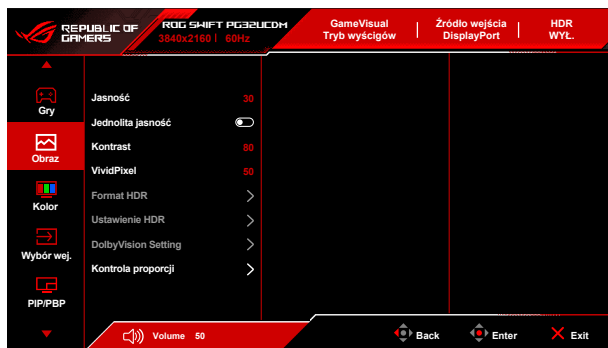 REPUBLIC OF
GAMERS
ROG SWIFT PG32UCDM
3840x2160 | 60Hz
GameVisual
Tryb wyścigów
Źródło wejścia
DisplayPort
HDR
WYŁ.
Gry
Obraz
Kolor
Wybór wej.
PIP/PBP
Jasność 30
Jednolita jasność
Kontrast 80
VividPixel 50
Format HDR
Ustawienie HDR
DolbyVision Setting
Kontrola proporcji
Volume 50
Back
Enter
Exit